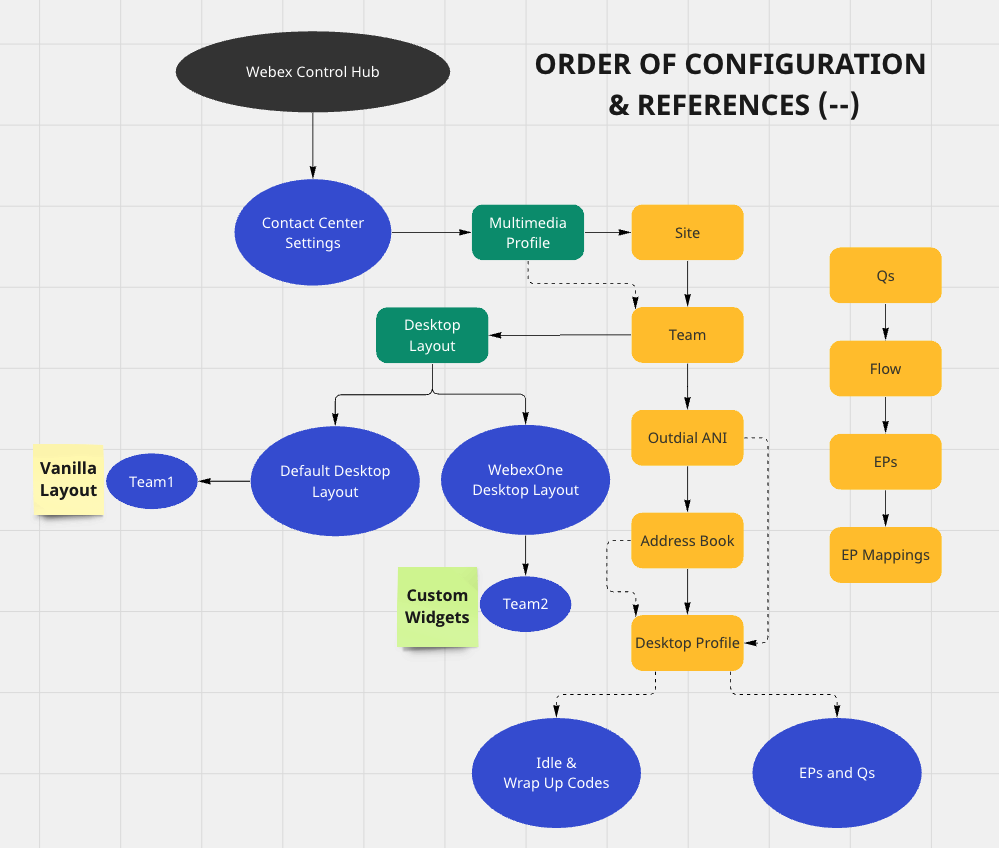 Webex Control Hub
ORDER OF CONFIGURATION
& REFERENCES (--)
Contact Center
Settings
Multimedia
Profile
Site
Qs
Desktop
Layout
Team
Flow
Outdial ANI
EPs
Vanilla
Layout
Team1
Default Desktop
Layout
WebexOne
Desktop Layout
Address Book
EP Mappings
Custom
Widgets
Team2
Desktop Profile
Idle &
Wrap Up Codes
EPs and Qs